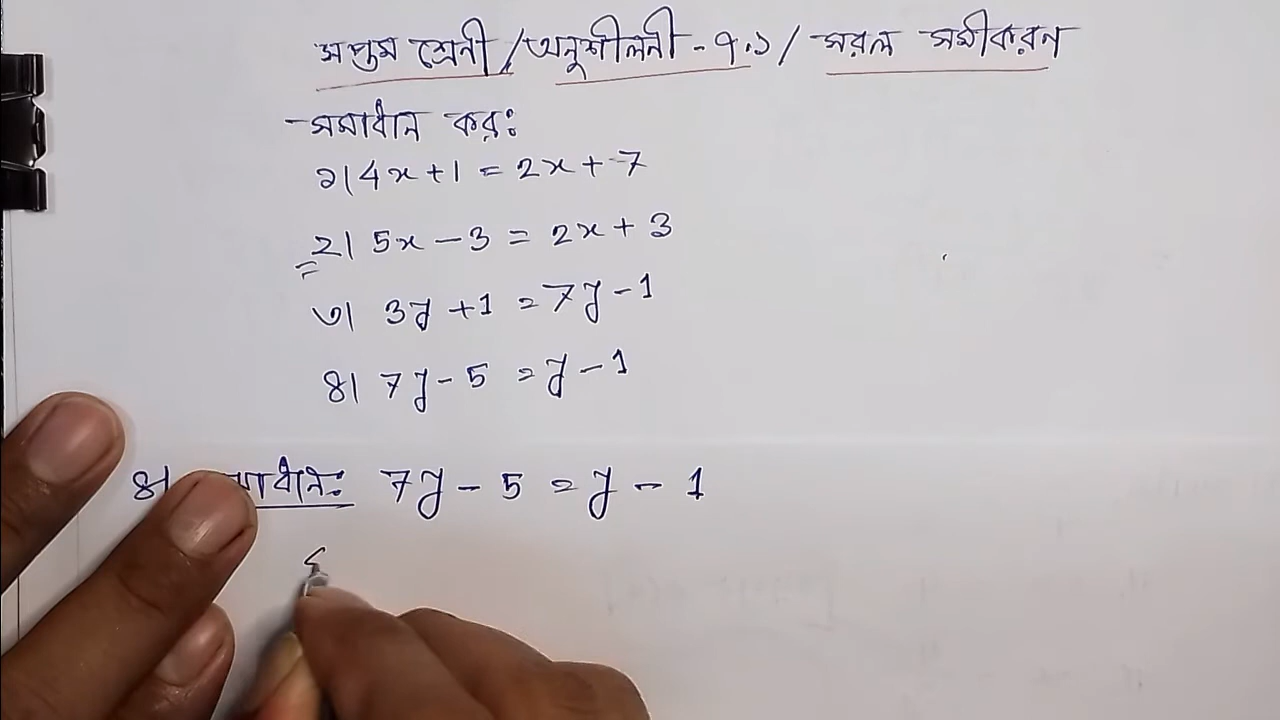 সপ্তম শ্রেনী / অনুশীলনী - ৭.১ / সরল সমীকরণ
সমাধান কর:
১। 4x + 1 = 2x + 7
২। 5x - 3 = 2x + 3
৩। 3y + 1 = 7y - 1
৪। 7y - 5 = y - 1
৪। 7y - 5 = y - 1